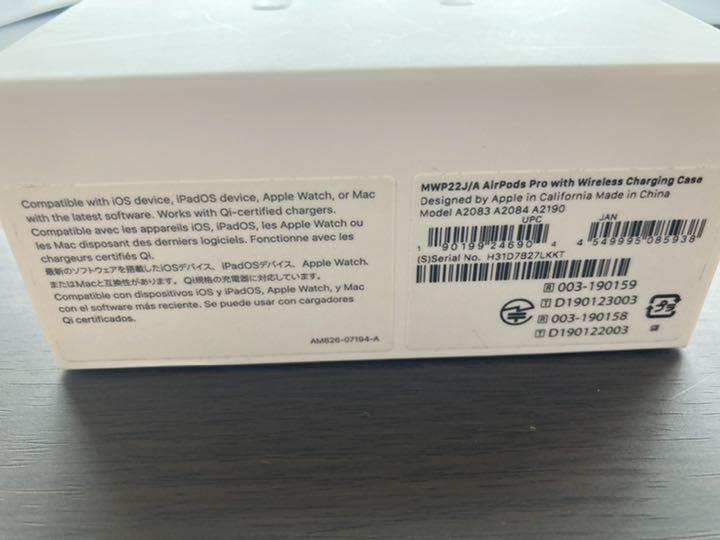 Compatible with iOS device, iPadOS device, Apple Watch, or Mac
with the latest software. Works with Qi-certified chargers.
Compatible avec les appareils iOS, iPadOS, les Apple Watch ou
les Mac disposant des derniers logiciels. Fonctionne avec les
chargeurs certifiés Qi.
最新のソフトウェアを搭載したiOSデバイス、iPadOSデバイス、Apple Watch、
またはMacと互換性があります。Qi規格の充電器に対応しています。
Compatible con dispositivos iOS y iPadOS, Apple Watch, y Mac
con el software más reciente. Se puede usar con cargadores
Qi certificados.
AM826-07194-A
MWP22J/A AirPods Pro with Wireless Charging Case
Designed by Apple in California Made in China
Model A2083 A2084 A2190
UPC
JAN
1 90199 24690 4
4 549995 085938
(S)Serial No. H31D7827LKKT
R 003-190159
T D190123003
R 003-190158
T D190122003